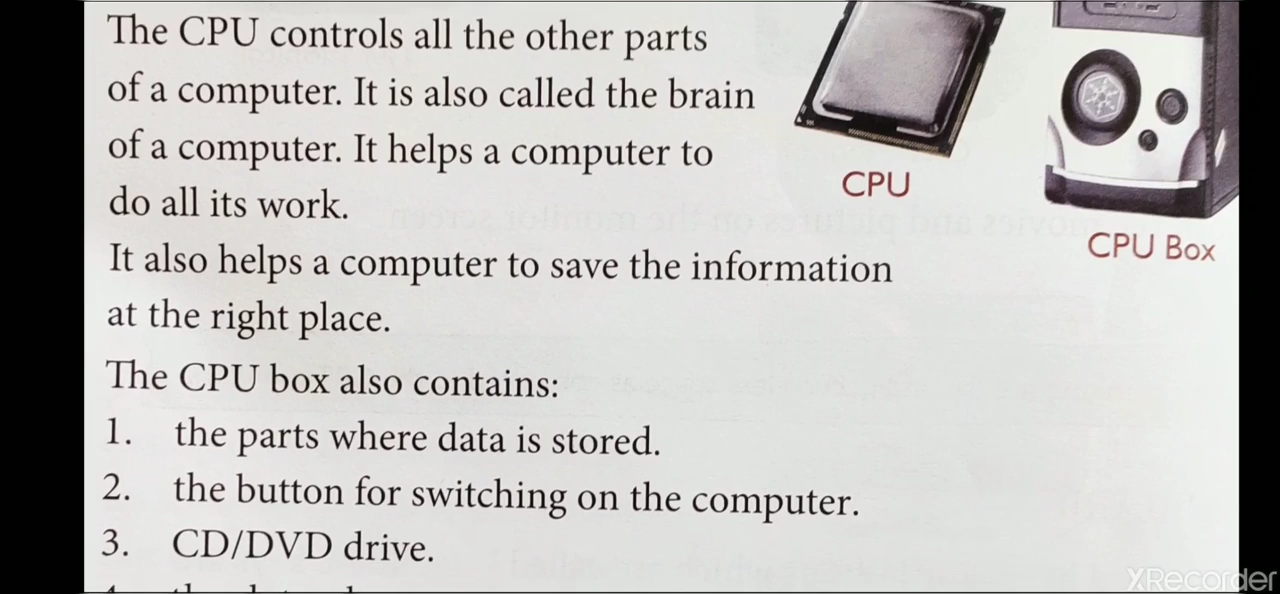 The CPU controls all the other parts
of a computer. It is also called the brain
of a computer. It helps a computer to
do all its work.
CPU
CPU Box
It also helps a computer to save the information
at the right place.
The CPU box also contains:
1. the parts where data is stored.
2. the button for switching on the computer.
3. CD/DVD drive.
XRecorder